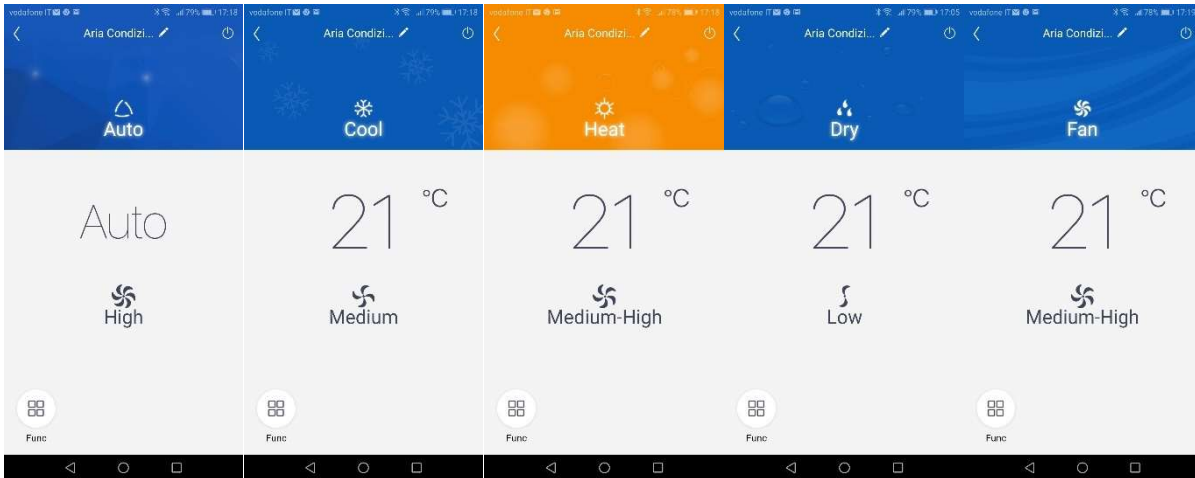 vodafone IT 79% 17:18
Aria Condizi...
Auto
Auto
High
Func
vodafone IT 79% 17:18
Aria Condizi...
Cool
21 °C
Medium
Func
vodafone IT 79% 17:18
Aria Condizi...
Heat
21 °C
Medium-High
Func
vodafone IT 79% 17:05
Aria Condizi...
Dry
21 °C
Low
Func
vodafone IT 78% 17:19
Aria Condizi...
Fan
21 °C
Medium-High
Func